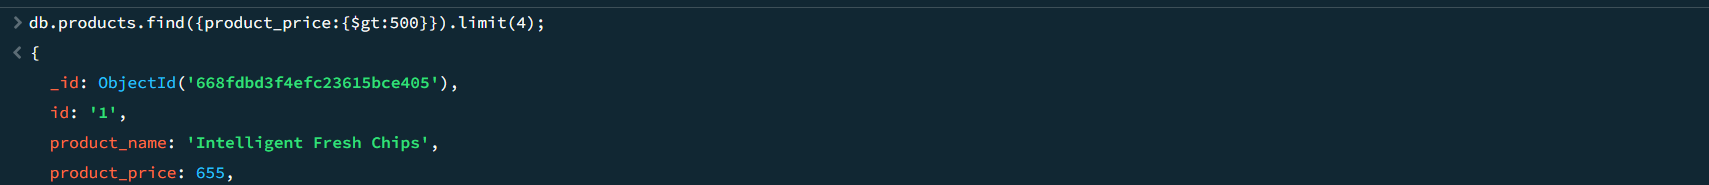 > db.products.find({product_price:{$gt:500}}).limit(4);
< {
_id: ObjectId('668fdbd3f4efc23615bce405'),
id: '1',
product_name: 'Intelligent Fresh Chips',
product_price: 655,